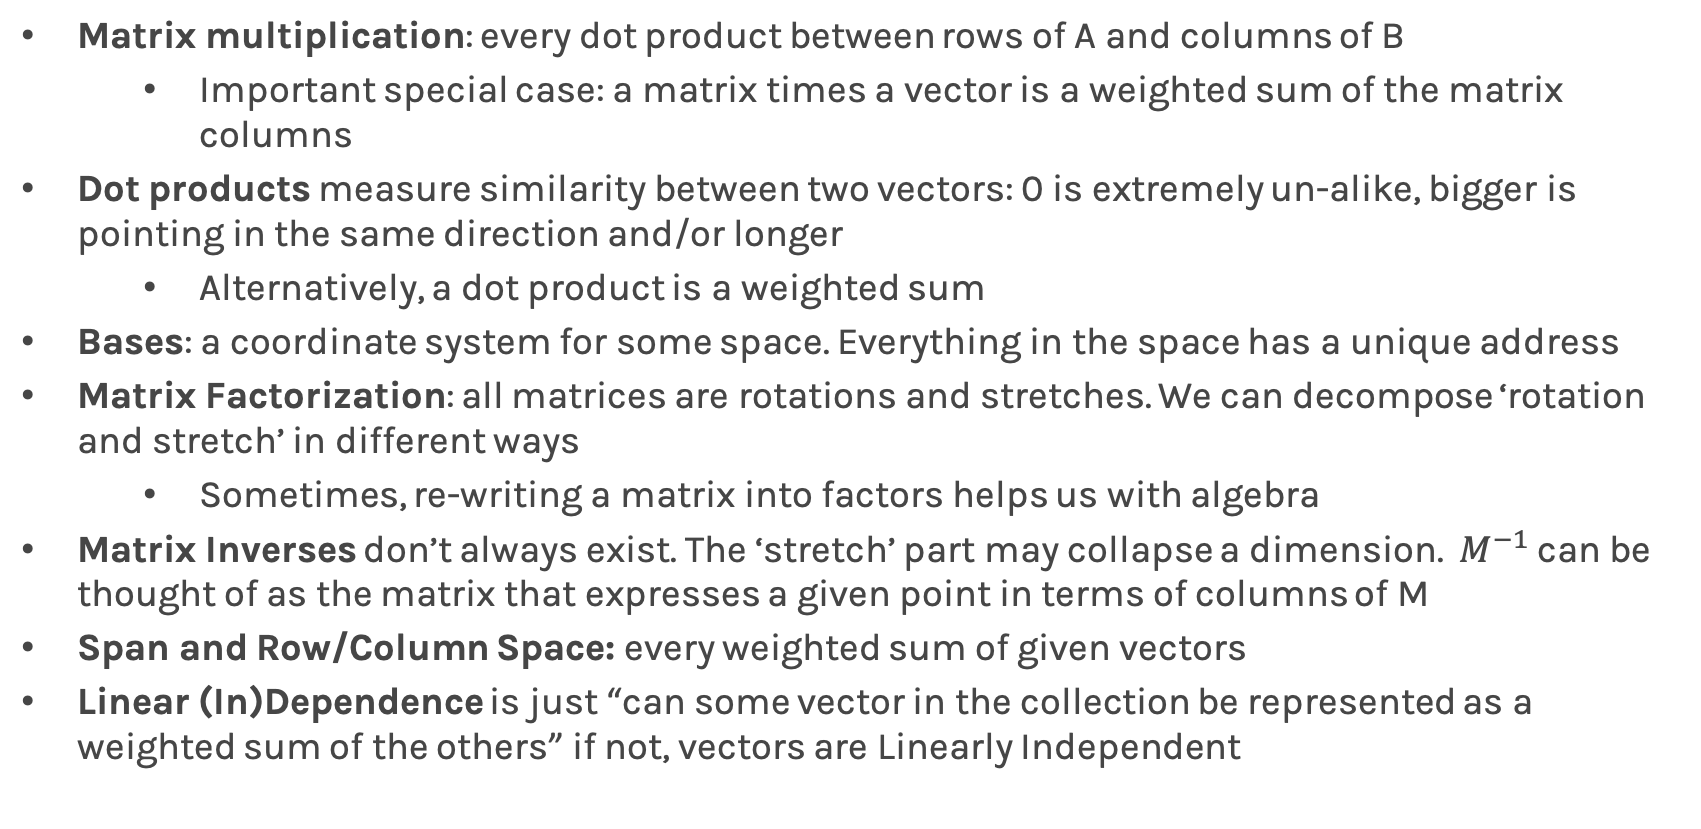 • Matrix multiplication: every dot product between rows of A and columns of B
• Important special case: a matrix times a vector is a weighted sum of the matrix
columns
• Dot products measure similarity between two vectors: 0 is extremely un-alike, bigger is
pointing in the same direction and/or longer
• Alternatively, a dot product is a weighted sum
• Bases: a coordinate system for some space. Everything in the space has a unique address
• Matrix Factorization: all matrices are rotations and stretches. We can decompose ‘rotation
and stretch’ in different ways
• Sometimes, re-writing a matrix into factors helps us with algebra
• Matrix Inverses don’t always exist. The ‘stretch’ part may collapse a dimension. M⁻¹ can be
thought of as the matrix that expresses a given point in terms of columns of M
• Span and Row/Column Space: every weighted sum of given vectors
• Linear (In)Dependence is just “can some vector in the collection be represented as a
weighted sum of the others” if not, vectors are Linearly Independent